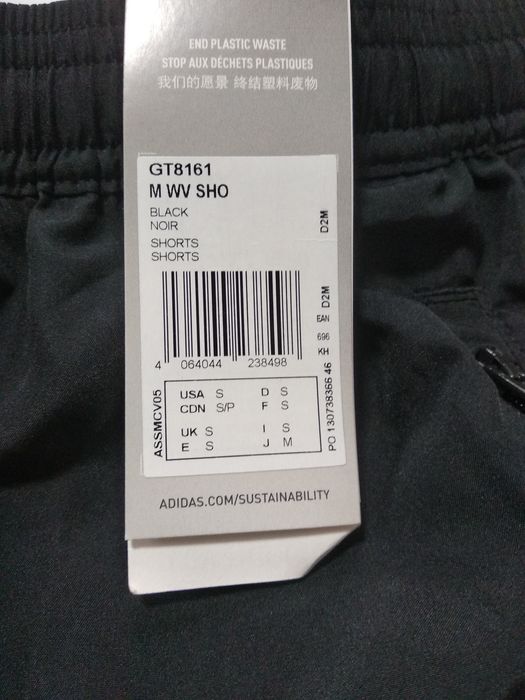 END PLASTIC WASTE
STOP AUX DÉCHETS PLASTIQUES
我们的愿景 终结塑料废物
GT8161
M WV SHO
BLACK
NOIR
SHORTS
SHORTS
D2M
D2M
EAN
696
KH
4 064044 238498
ASSMCV05
USA S D S
CDN S/P F S
UK S I S
E S J M
PO 130738366 46
ADIDAS.COM/SUSTAINABILITY